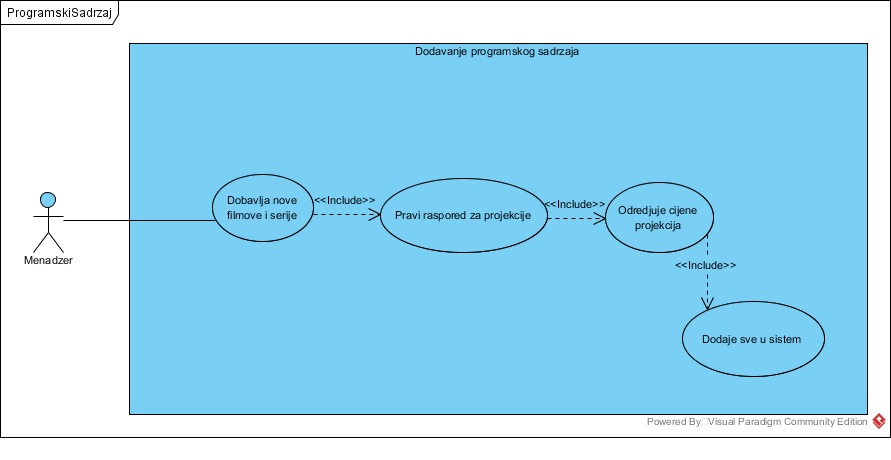 ProgramskiSadrzaj
Dodavanje programskog sadrzaja
Dobavlja nove
filmove i serije
<<Include>>
Pravi raspored za projekcije
<<Include>>
Odredjuje cijene
projekcija
Menadzer
<<Include>>
Dodaje sve u sistem
Powered By Visual Paradigm Community Edition